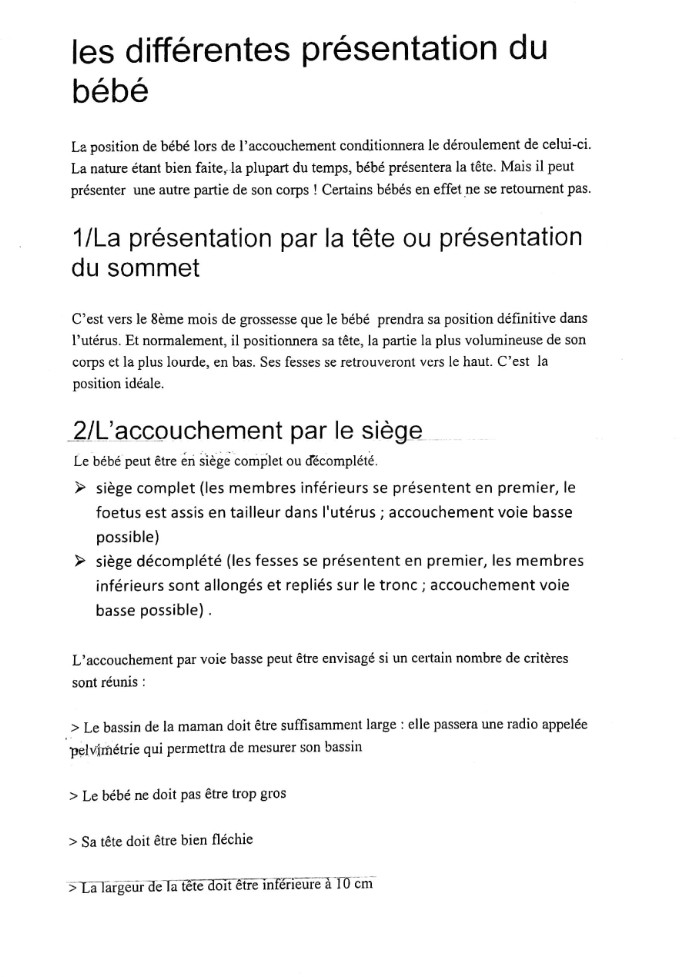 les différentes présentation du
bébé
La position de bébé lors de l'accouchement conditionnera le déroulement de celui-ci.
La nature étant bien faite, la plupart du temps, bébé présentera la tête. Mais il peut
présenter une autre partie de son corps ! Certains bébés en effet ne se retournent pas.
1/La présentation par la tête ou présentation
du sommet
C'est vers le 8ème mois de grossesse que le bébé prendra sa position définitive dans
l'utérus. Et normalement, il positionnera sa tête, la partie la plus volumineuse de son
corps et la plus lourde, en bas. Ses fesses se retrouveront vers le haut. C'est la
position idéale.
2/L'accouchement par le siège
Le bébé peut être en siège complet ou décomplété.
➢ siège complet (les membres inférieurs se présentent en premier, le
foetus est assis en tailleur dans l'utérus ; accouchement voie basse
possible)
➢ siège décomplété (les fesses se présentent en premier, les membres
inférieurs sont allongés et repliés sur le tronc ; accouchement voie
basse possible) .
L'accouchement par voie basse peut être envisagé si un certain nombre de critères
sont réunis :
> Le bassin de la maman doit être suffisamment large : elle passera une radio appelée
pelvimétrie qui permettra de mesurer son bassin
> Le bébé ne doit pas être trop gros
> Sa tête doit être bien fléchie
> La largeur de la tête doit être inférieure à 10 cm